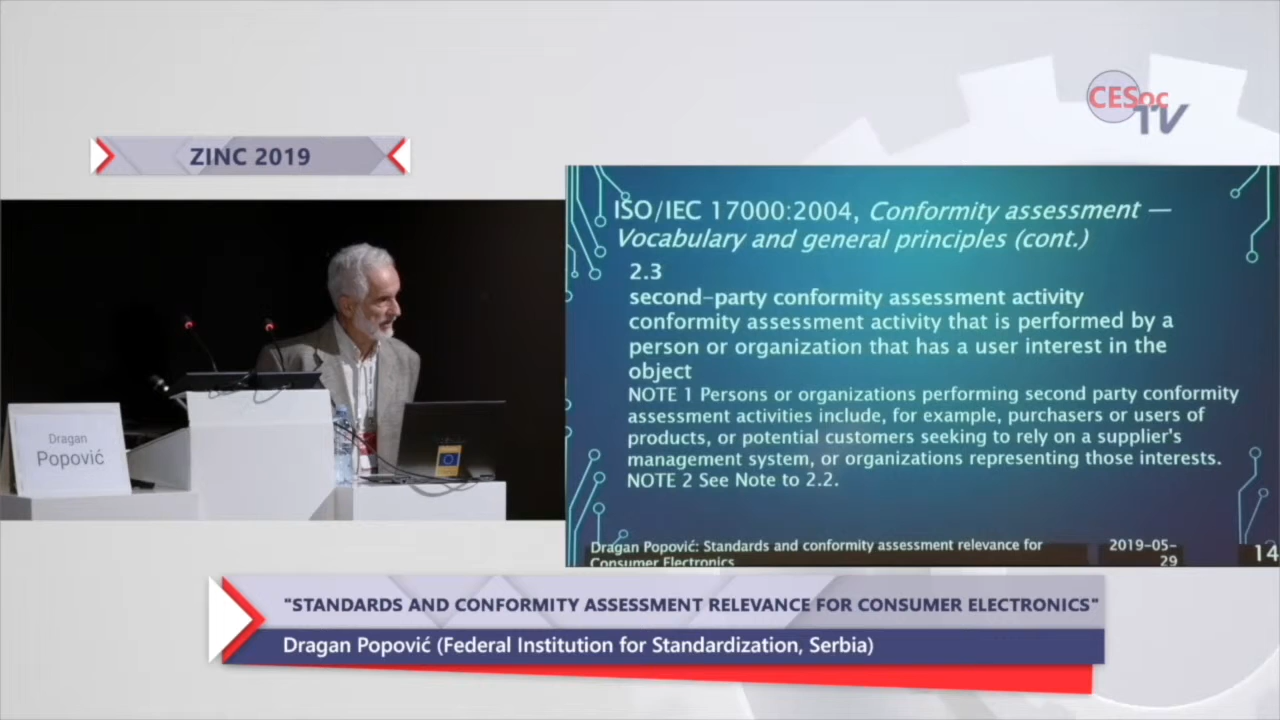 CESoc
TV
ZINC 2019
Dragan
Popović
ISO/IEC 17000:2004, Conformity assessment —
Vocabulary and general principles (cont.)
2.3
second-party conformity assessment activity
conformity assessment activity that is performed by a
person or organization that has a user interest in the
object
NOTE 1 Persons or organizations performing second party conformity
assessment activities include, for example, purchasers or users of
products, or potential customers seeking to rely on a supplier's
management system, or organizations representing those interests.
NOTE 2 See Note to 2.2.
Dragan Popović: Standards and conformity assessment relevance for
Consumer Electronics
2019-05-
29
14
"STANDARDS AND CONFORMITY ASSESSMENT RELEVANCE FOR CONSUMER ELECTRONICS"
Dragan Popović (Federal Institution for Standardization, Serbia)